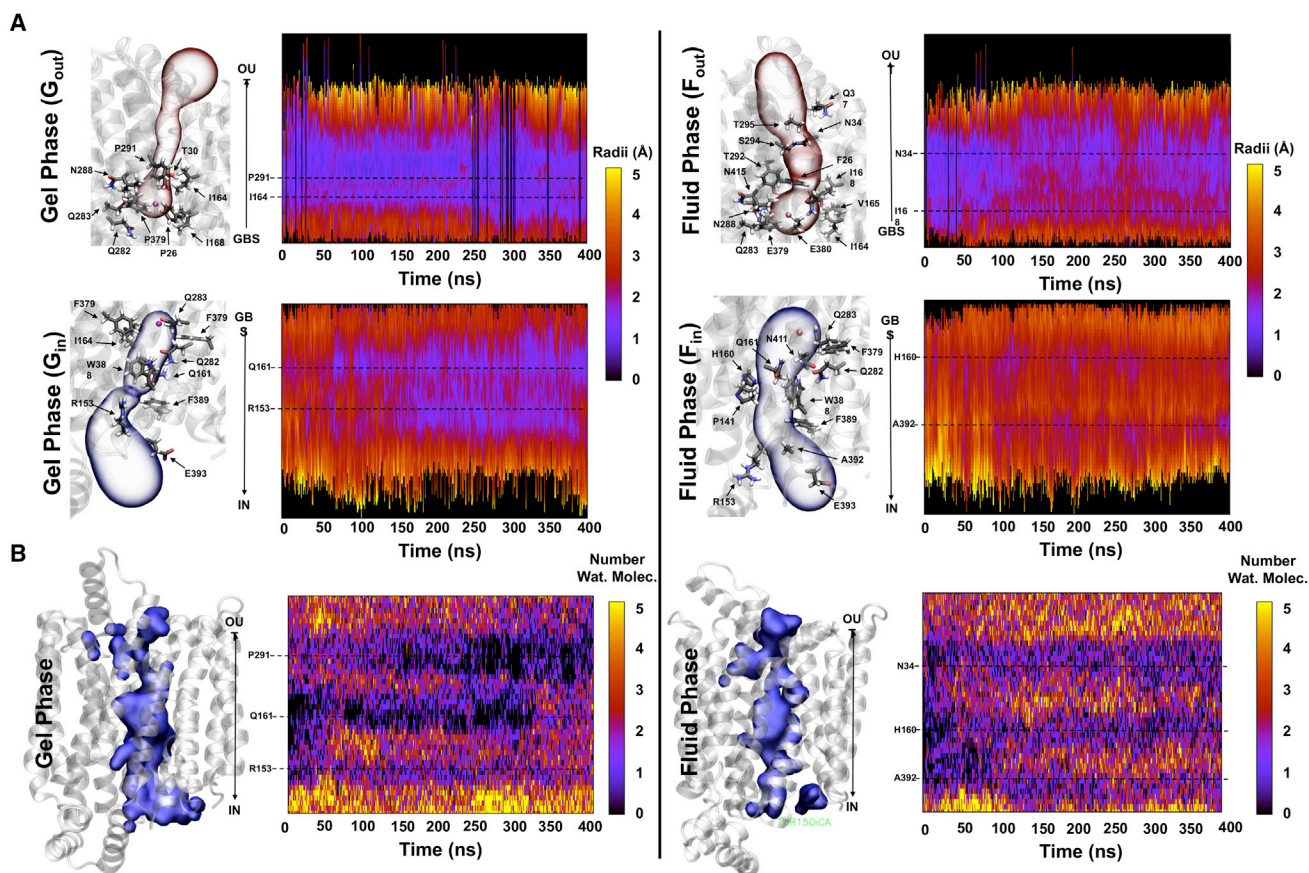 A
Gel Phase (Gout)
OU
P291
T30
N288
I164
Q283
Q282
P379
P26
I168
GBS
P291
I164
0 50 100 150 200 250 300 350 400
Time (ns)
Radii (Å)
5
4
3
2
1
0
Fluid Phase (Fout)
OU
Q3
7
T295
N34
S294
T292
F26
N415
I16
8
V165
N288
Q283
E379
E380
I164
GBS
N34
I16
8
0 50 100 150 200 250 300 350 400
Time (ns)
Radii (Å)
5
4
3
2
1
0
Gel Phase (Gin)
F379
Q283
GB
S
F379
I164
W38
8
Q282
Q161
R153
F389
E393
IN
Q161
R153
0 50 100 150 200 250 300 350 400
Time (ns)
Fluid Phase (Fin)
GB
S
Q283
N411
Q161
H160
F379
Q282
W38
8
P141
F389
A392
R153
E393
IN
H160
A392
0 50 100 150 200 250 300 350 400
Time (ns)
B
Gel Phase
OU
IN
P291
Q161
R153
0 50 100 150 200 250 300 350 400
Time (ns)
Number
Wat. Molec.
5
4
3
2
1
0
Fluid Phase
OU
IN
N34
H160
A392
0 50 100 150 200 250 300 350 400
Time (ns)
Number
Wat. Molec.
5
4
3
2
1
0